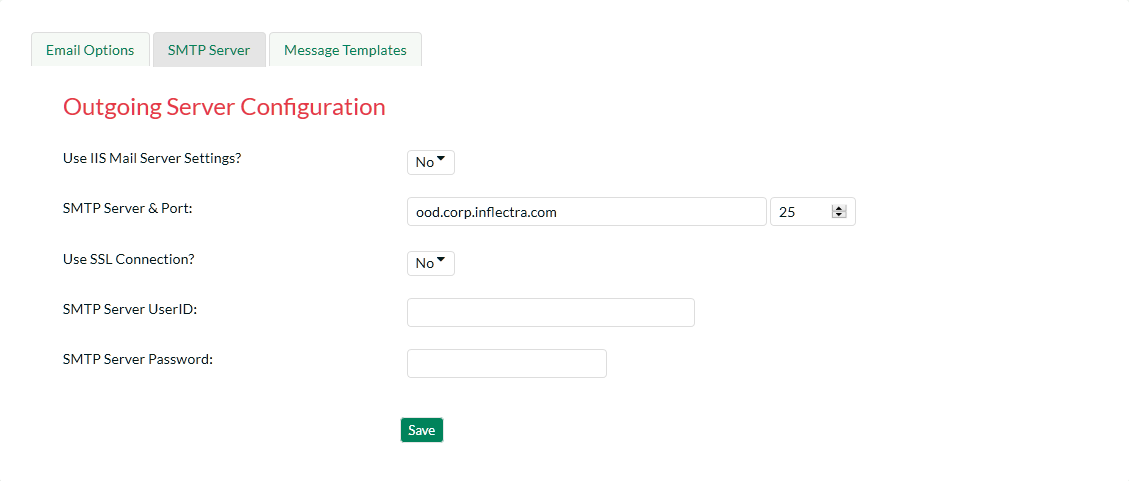 Email Options SMTP Server Message Templates
Outgoing Server Configuration
Use IIS Mail Server Settings? No
SMTP Server & Port: ood.corp.inflectra.com 25
Use SSL Connection? No
SMTP Server UserID:
SMTP Server Password:
Save